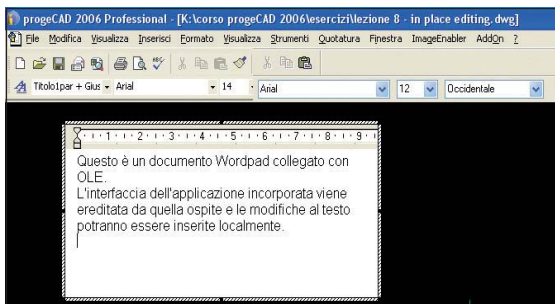 progeCAD 2006 Professional - [K:\corso progeCAD 2006\esercizi\lezione 8 - in place editing.dwg]
File Modifica Visualizza Inserisci Formato Visualizza Strumenti Quotatura Finestra ImageEnabler AddOn ?
Titolo1par + Gius Arial 14 Arial 12 Occidentale
1 2 3 4 5 6 7 8 9
Questo è un documento Wordpad collegato con
OLE.
L'interfaccia dell'applicazione incorporata viene
ereditata da quella ospite e le modifiche al testo
potranno essere inserite localmente.